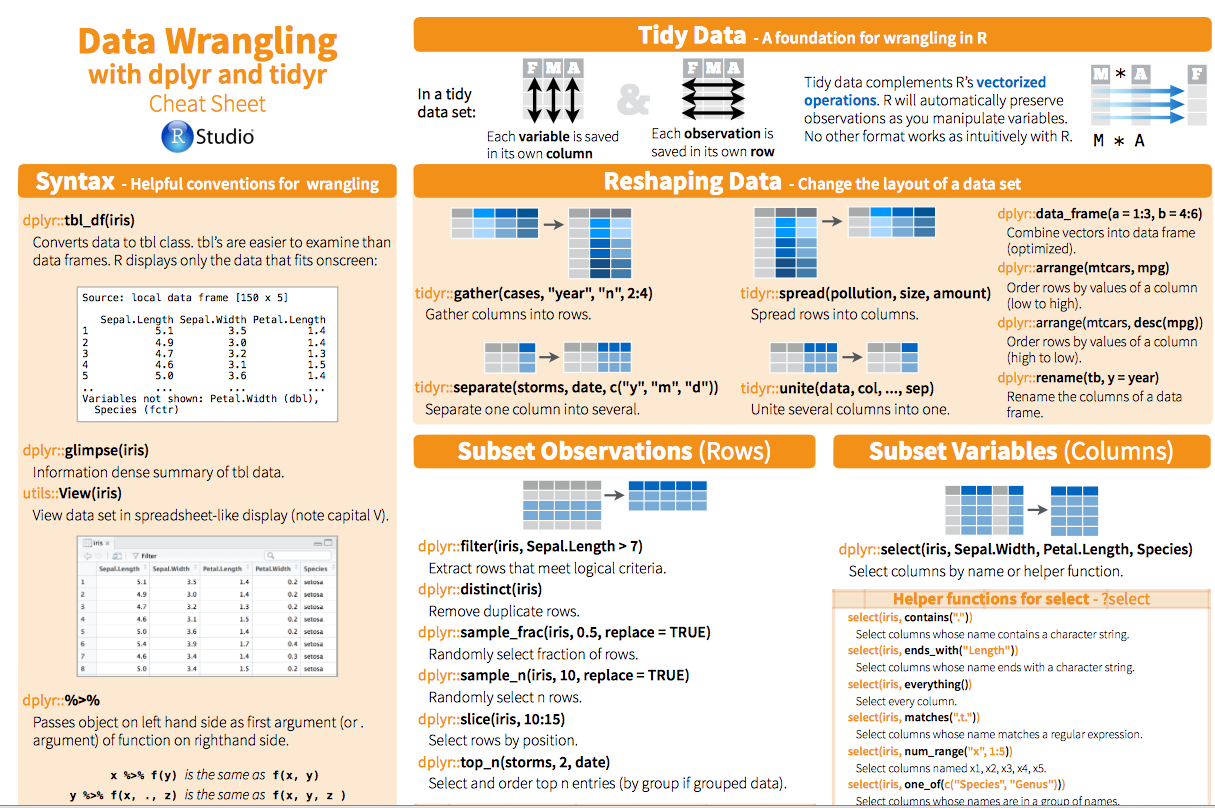 Data Wrangling
with dplyr and tidyr
Cheat Sheet
R Studio
Syntax - Helpful conventions for wrangling
dplyr::tbl_df(iris)
Converts data to tbl class. tbl's are easier to examine than
data frames. R displays only the data that fits onscreen:
Source: local data frame [150 x 5]
Sepal.Length Sepal.Width Petal.Length
1 5.1 3.5 1.4
2 4.9 3.0 1.4
3 4.7 3.2 1.3
4 4.6 3.1 1.5
5 5.0 3.6 1.4
.. ... ... ...
Variables not shown: Petal.Width (dbl),
Species (fctr)
dplyr::glimpse(iris)
Information dense summary of tbl data.
utils::View(iris)
View data set in spreadsheet-like display (note capital V).
iris
Filter
Sepal.Length Sepal.Width Petal.Length Petal.Width Species
1 5.1 3.5 1.4 0.2 setosa
2 4.9 3.0 1.4 0.2 setosa
3 4.7 3.2 1.3 0.2 setosa
4 4.6 3.1 1.5 0.2 setosa
5 5.0 3.6 1.4 0.2 setosa
6 5.4 3.9 1.7 0.4 setosa
7 4.6 3.4 1.4 0.3 setosa
8 5.0 3.4 1.5 0.2 setosa
dplyr::%>%
Passes object on left hand side as first argument (or .
argument) of function on righthand side.
x %>% f(y) is the same as f(x, y)
y %>% f(x, ., z) is the same as f(x, y, z )
Tidy Data - A foundation for wrangling in R
In a tidy
data set:
F M A
Each variable is saved
in its own column
&
F M A
Each observation is
saved in its own row
Tidy data complements R's vectorized
operations. R will automatically preserve
observations as you manipulate variables.
No other format works as intuitively with R.
M * A F
M * A
Reshaping Data - Change the layout of a data set
tidyr::gather(cases, "year", "n", 2:4)
Gather columns into rows.
tidyr::spread(pollution, size, amount)
Spread rows into columns.
tidyr::separate(storms, date, c("y", "m", "d"))
Separate one column into several.
tidyr::unite(data, col, ..., sep)
Unite several columns into one.
dplyr::data_frame(a = 1:3, b = 4:6)
Combine vectors into data frame
(optimized).
dplyr::arrange(mtcars, mpg)
Order rows by values of a column
(low to high).
dplyr::arrange(mtcars, desc(mpg))
Order rows by values of a column
(high to low).
dplyr::rename(tb, y = year)
Rename the columns of a data
frame.
Subset Observations (Rows)
dplyr::filter(iris, Sepal.Length > 7)
Extract rows that meet logical criteria.
dplyr::distinct(iris)
Remove duplicate rows.
dplyr::sample_frac(iris, 0.5, replace = TRUE)
Randomly select fraction of rows.
dplyr::sample_n(iris, 10, replace = TRUE)
Randomly select n rows.
dplyr::slice(iris, 10:15)
Select rows by position.
dplyr::top_n(storms, 2, date)
Select and order top n entries (by group if grouped data).
Subset Variables (Columns)
dplyr::select(iris, Sepal.Width, Petal.Length, Species)
Select columns by name or helper function.
Helper functions for select - ?select
select(iris, contains("."))
Select columns whose name contains a character string.
select(iris, ends_with("Length"))
Select columns whose name ends with a character string.
select(iris, everything())
Select every column.
select(iris, matches(".t."))
Select columns whose name matches a regular expression.
select(iris, num_range("x", 1:5))
Select columns named x1, x2, x3, x4, x5.
select(iris, one_of(c("Species", "Genus")))
Select columns whose names are in a group of names.